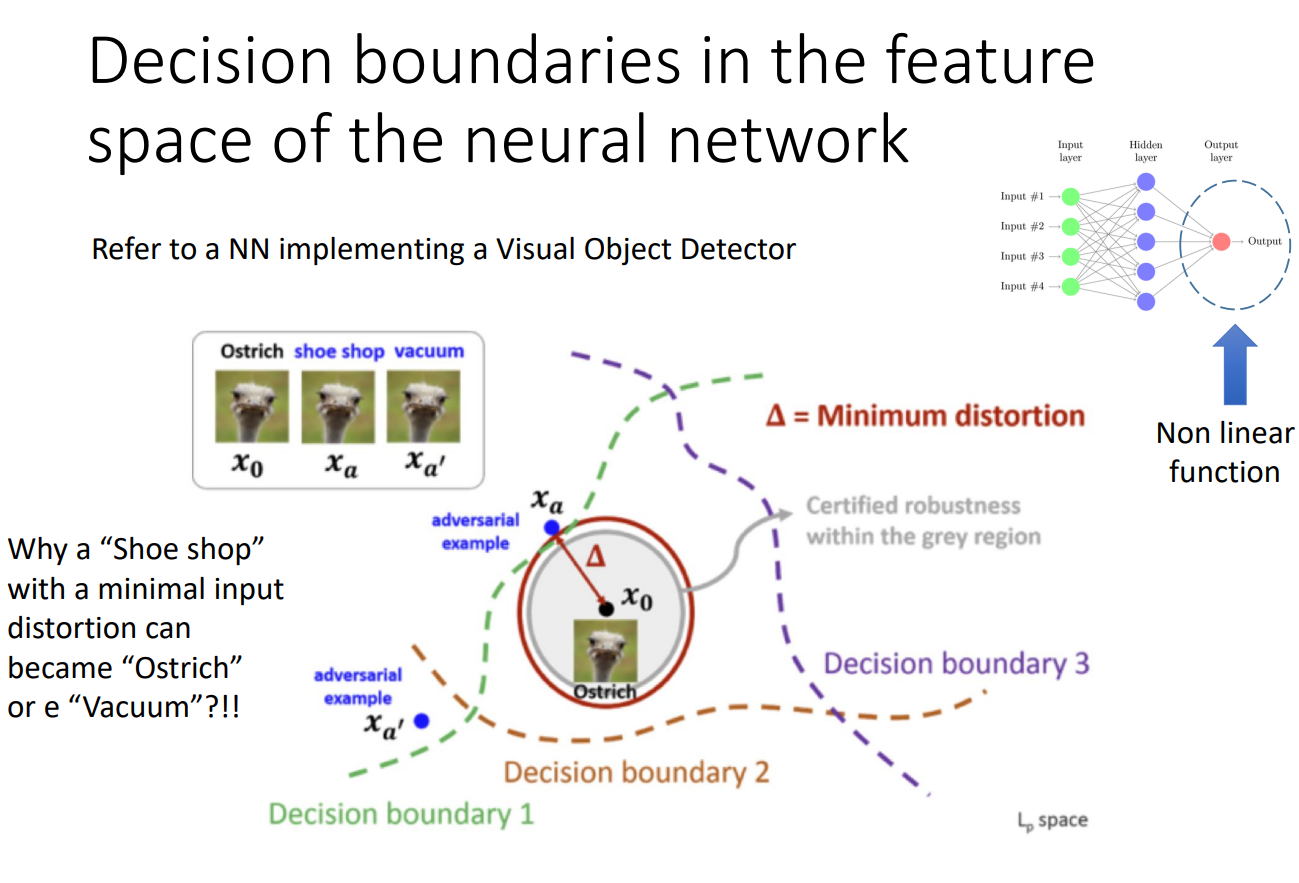 Decision boundaries in the feature
space of the neural network
Input
layer
Hidden
layer
Output
layer
Input #1
Input #2
Input #3
Input #4
Output
Refer to a NN implementing a Visual Object Detector
Non linear
function
Ostrich shoe shop vacuum
x0 xa xa′
Δ = Minimum distortion
Certified robustness
within the grey region
xa
adversarial
example
Δ
x0
Ostrich
Why a “Shoe shop”
with a minimal input
distortion can
became “Ostrich”
or e “Vacuum”?!!
adversarial
example
xa′
Decision boundary 3
Decision boundary 2
Decision boundary 1
Lp space